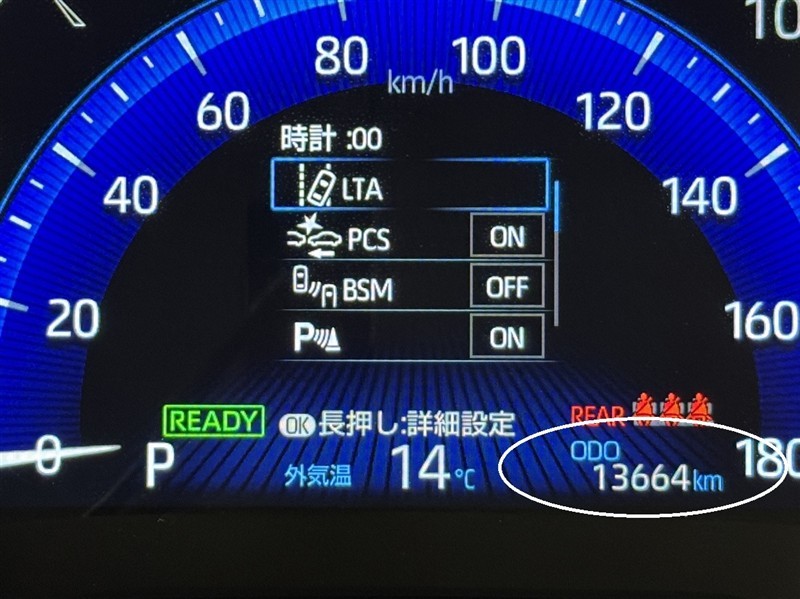 80
100
km/h
60
120
時計 :00
LTA
40
140
PCS ON
BSM OFF
20
160
P ON
READY OK 長押し:詳細設定
REAR
0
P
外気温 14℃
ODO
13664km
180